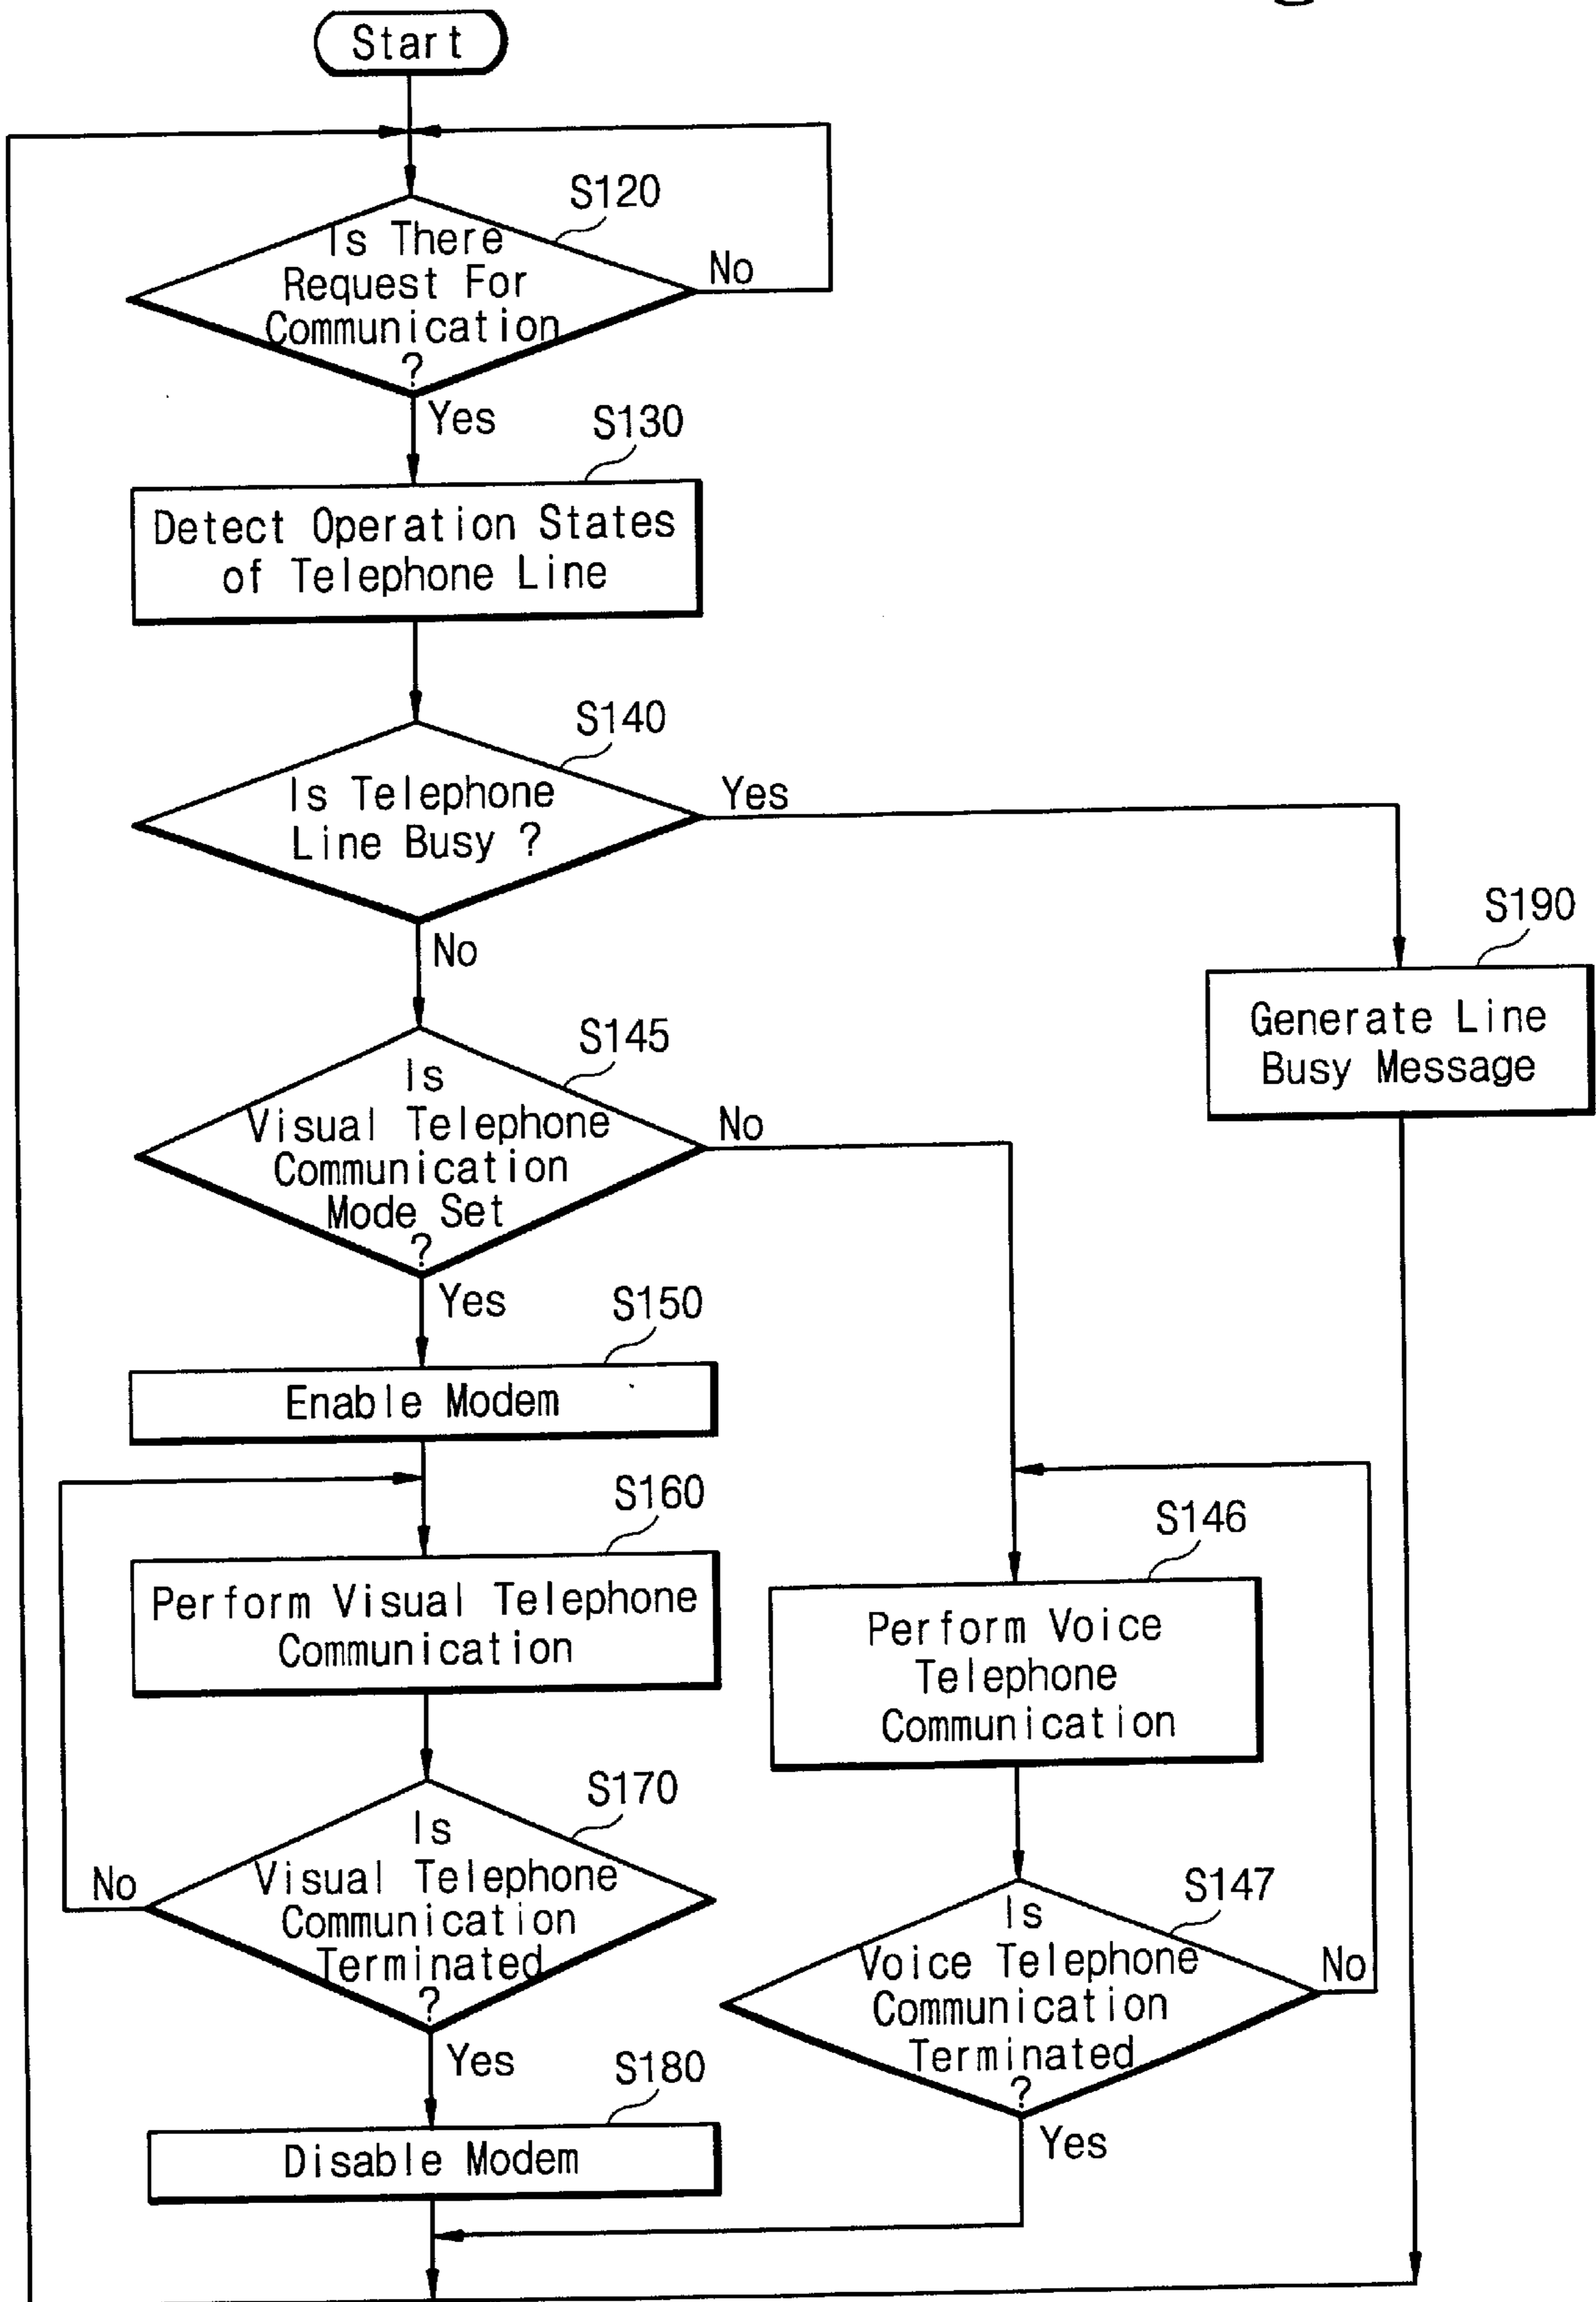 Start
S120
Is There
Request For
Communication
?
No
Yes
S130
Detect Operation States
of Telephone Line
S140
Is Telephone
Line Busy ?
Yes
No
S190
Generate Line
Busy Message
S145
Is
Visual Telephone
Communication
Mode Set
?
No
Yes
S150
Enable Modem
S160
Perform Visual Telephone
Communication
S146
Perform Voice
Telephone
Communication
S170
Is
Visual Telephone
Communication
Terminated
?
No
Yes
S147
Is
Voice Telephone
Communication
Terminated
?
No
Yes
S180
Disable Modem